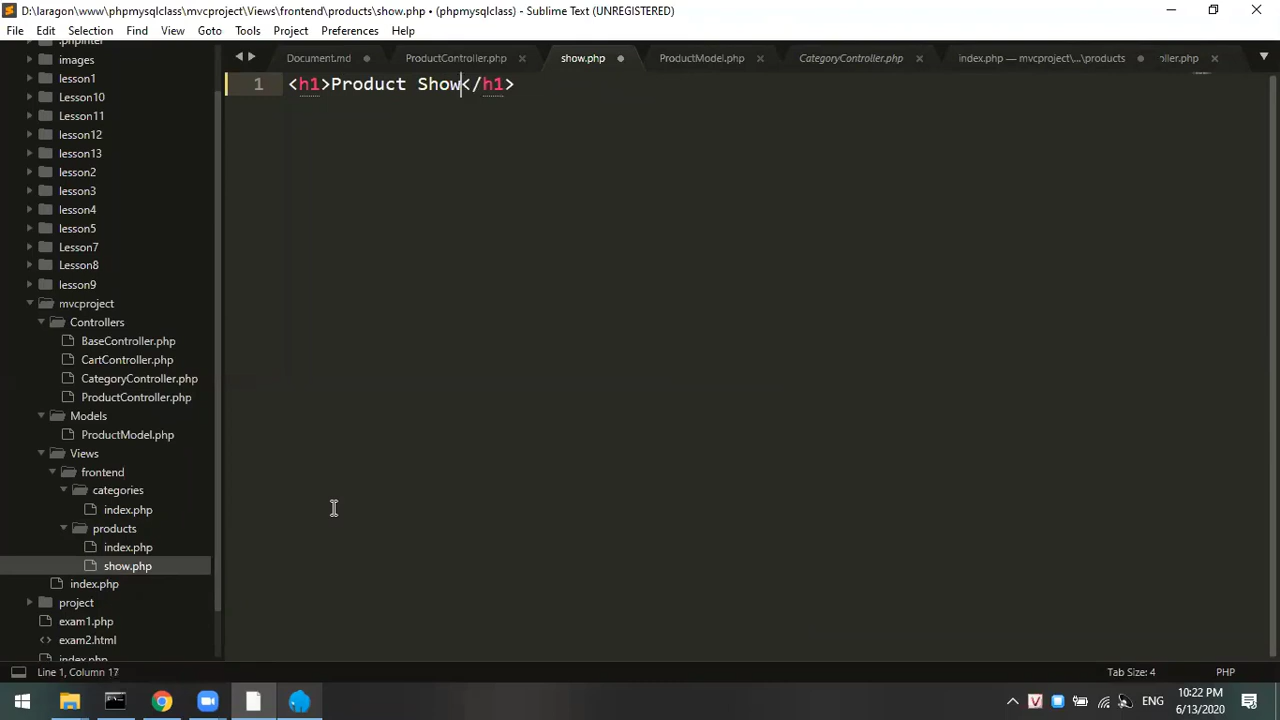 D:\laragon\www\phpmysqlclass\mvcproject\Views\frontend\products\show.php • (phpmysqlclass) - Sublime Text (UNREGISTERED)
File Edit Selection Find View Goto Tools Project Preferences Help
Document.md ProductController.php show.php ProductModel.php CategoryController.php index.php — mvcproject\...\products ller.php
1 <h1>Product Show</h1>
.phpintel
images
lesson1
Lesson10
Lesson11
lesson12
lesson13
lesson2
lesson3
lesson4
lesson5
Lesson7
Lesson8
lesson9
mvcproject
Controllers
BaseController.php
CartController.php
CategoryController.php
ProductController.php
Models
ProductModel.php
Views
frontend
categories
index.php
products
index.php
show.php
index.php
project
exam1.php
exam2.html
index.php
Line 1, Column 17
Tab Size: 4 PHP
ENG
10:22 PM
6/13/2020